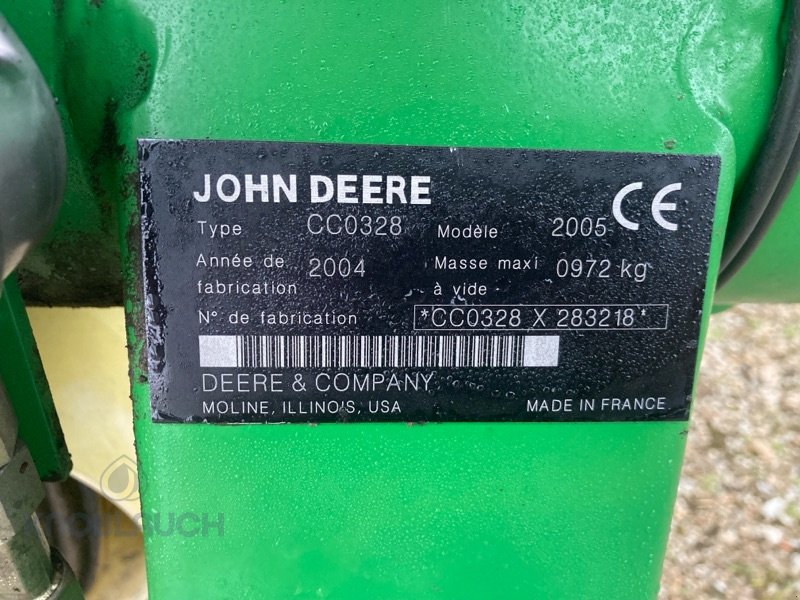 JOHN DEERE
CE
Type CC0328 Modèle 2005
Année de fabrication 2004 Masse maxi à vide 0972 kg
N° de fabrication *CC0328 X 283218*
DEERE & COMPANY
MOLINE, ILLINOIS, USA MADE IN FRANCE